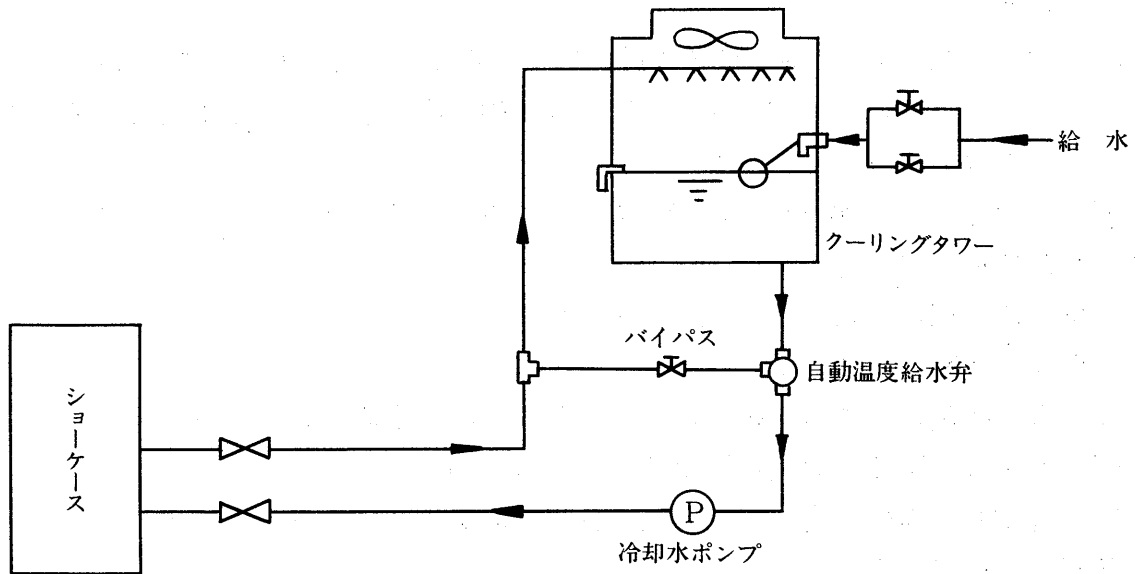 給 水
クーリングタワー
バイパス
自動温度給水弁
ショーケース
P
冷却水ポンプ